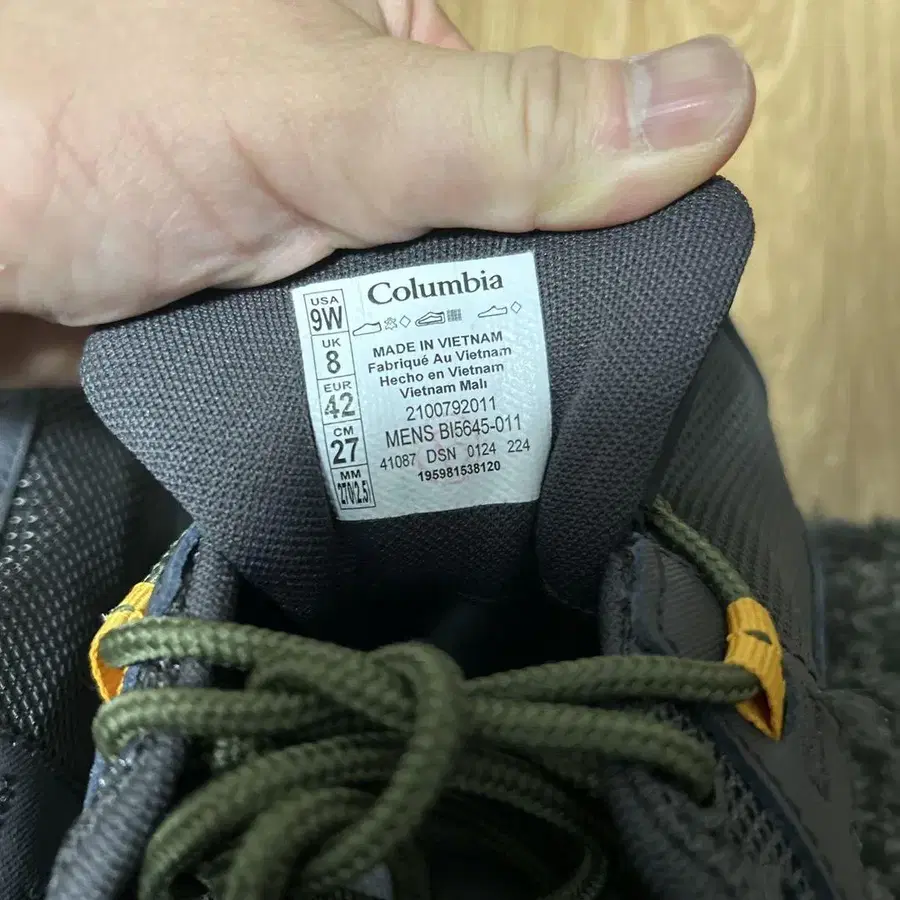 Columbia
USA
9W
UK
8
EUR
42
CM
27
MM
270(2.5)
MADE IN VIETNAM
Fabriqué Au Vietnam
Hecho en Vietnam
Vietnam Malı
2100792011
MENS BI5645-011
41087 DSN 0124 224
195981538120